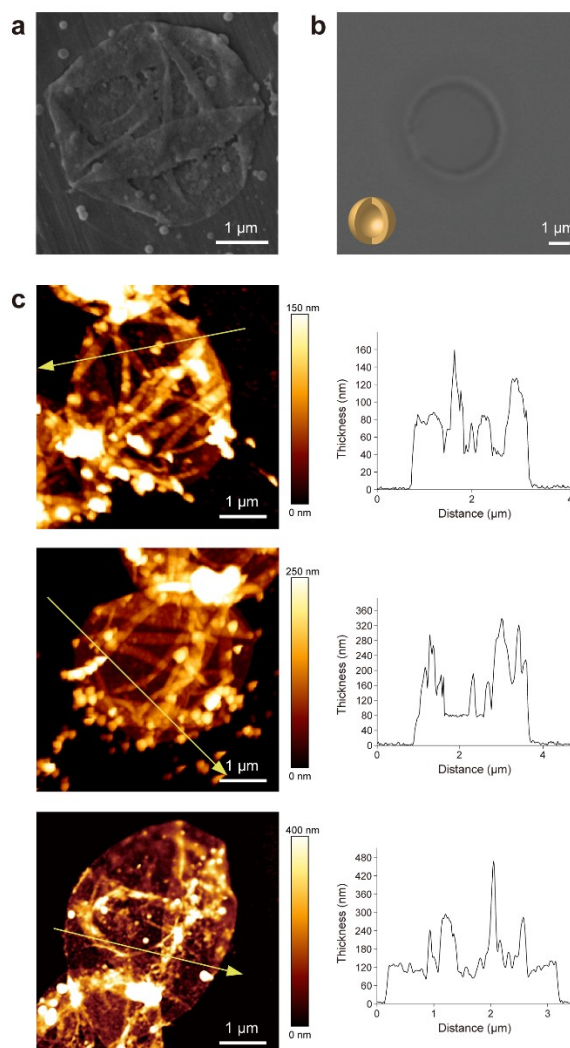 a
b
1 µm
1 µm
c
150 nm
0 nm
1 µm
Thickness (nm)
160
140
120
100
80
60
40
20
0
0
2
4
Distance (µm)
250 nm
0 nm
1 µm
Thickness (nm)
360
320
280
240
200
160
120
80
40
0
0
2
4
Distance (µm)
400 nm
0 nm
1 µm
Thickness (nm)
480
420
360
300
240
180
120
60
0
0
1
2
3
Distance (µm)